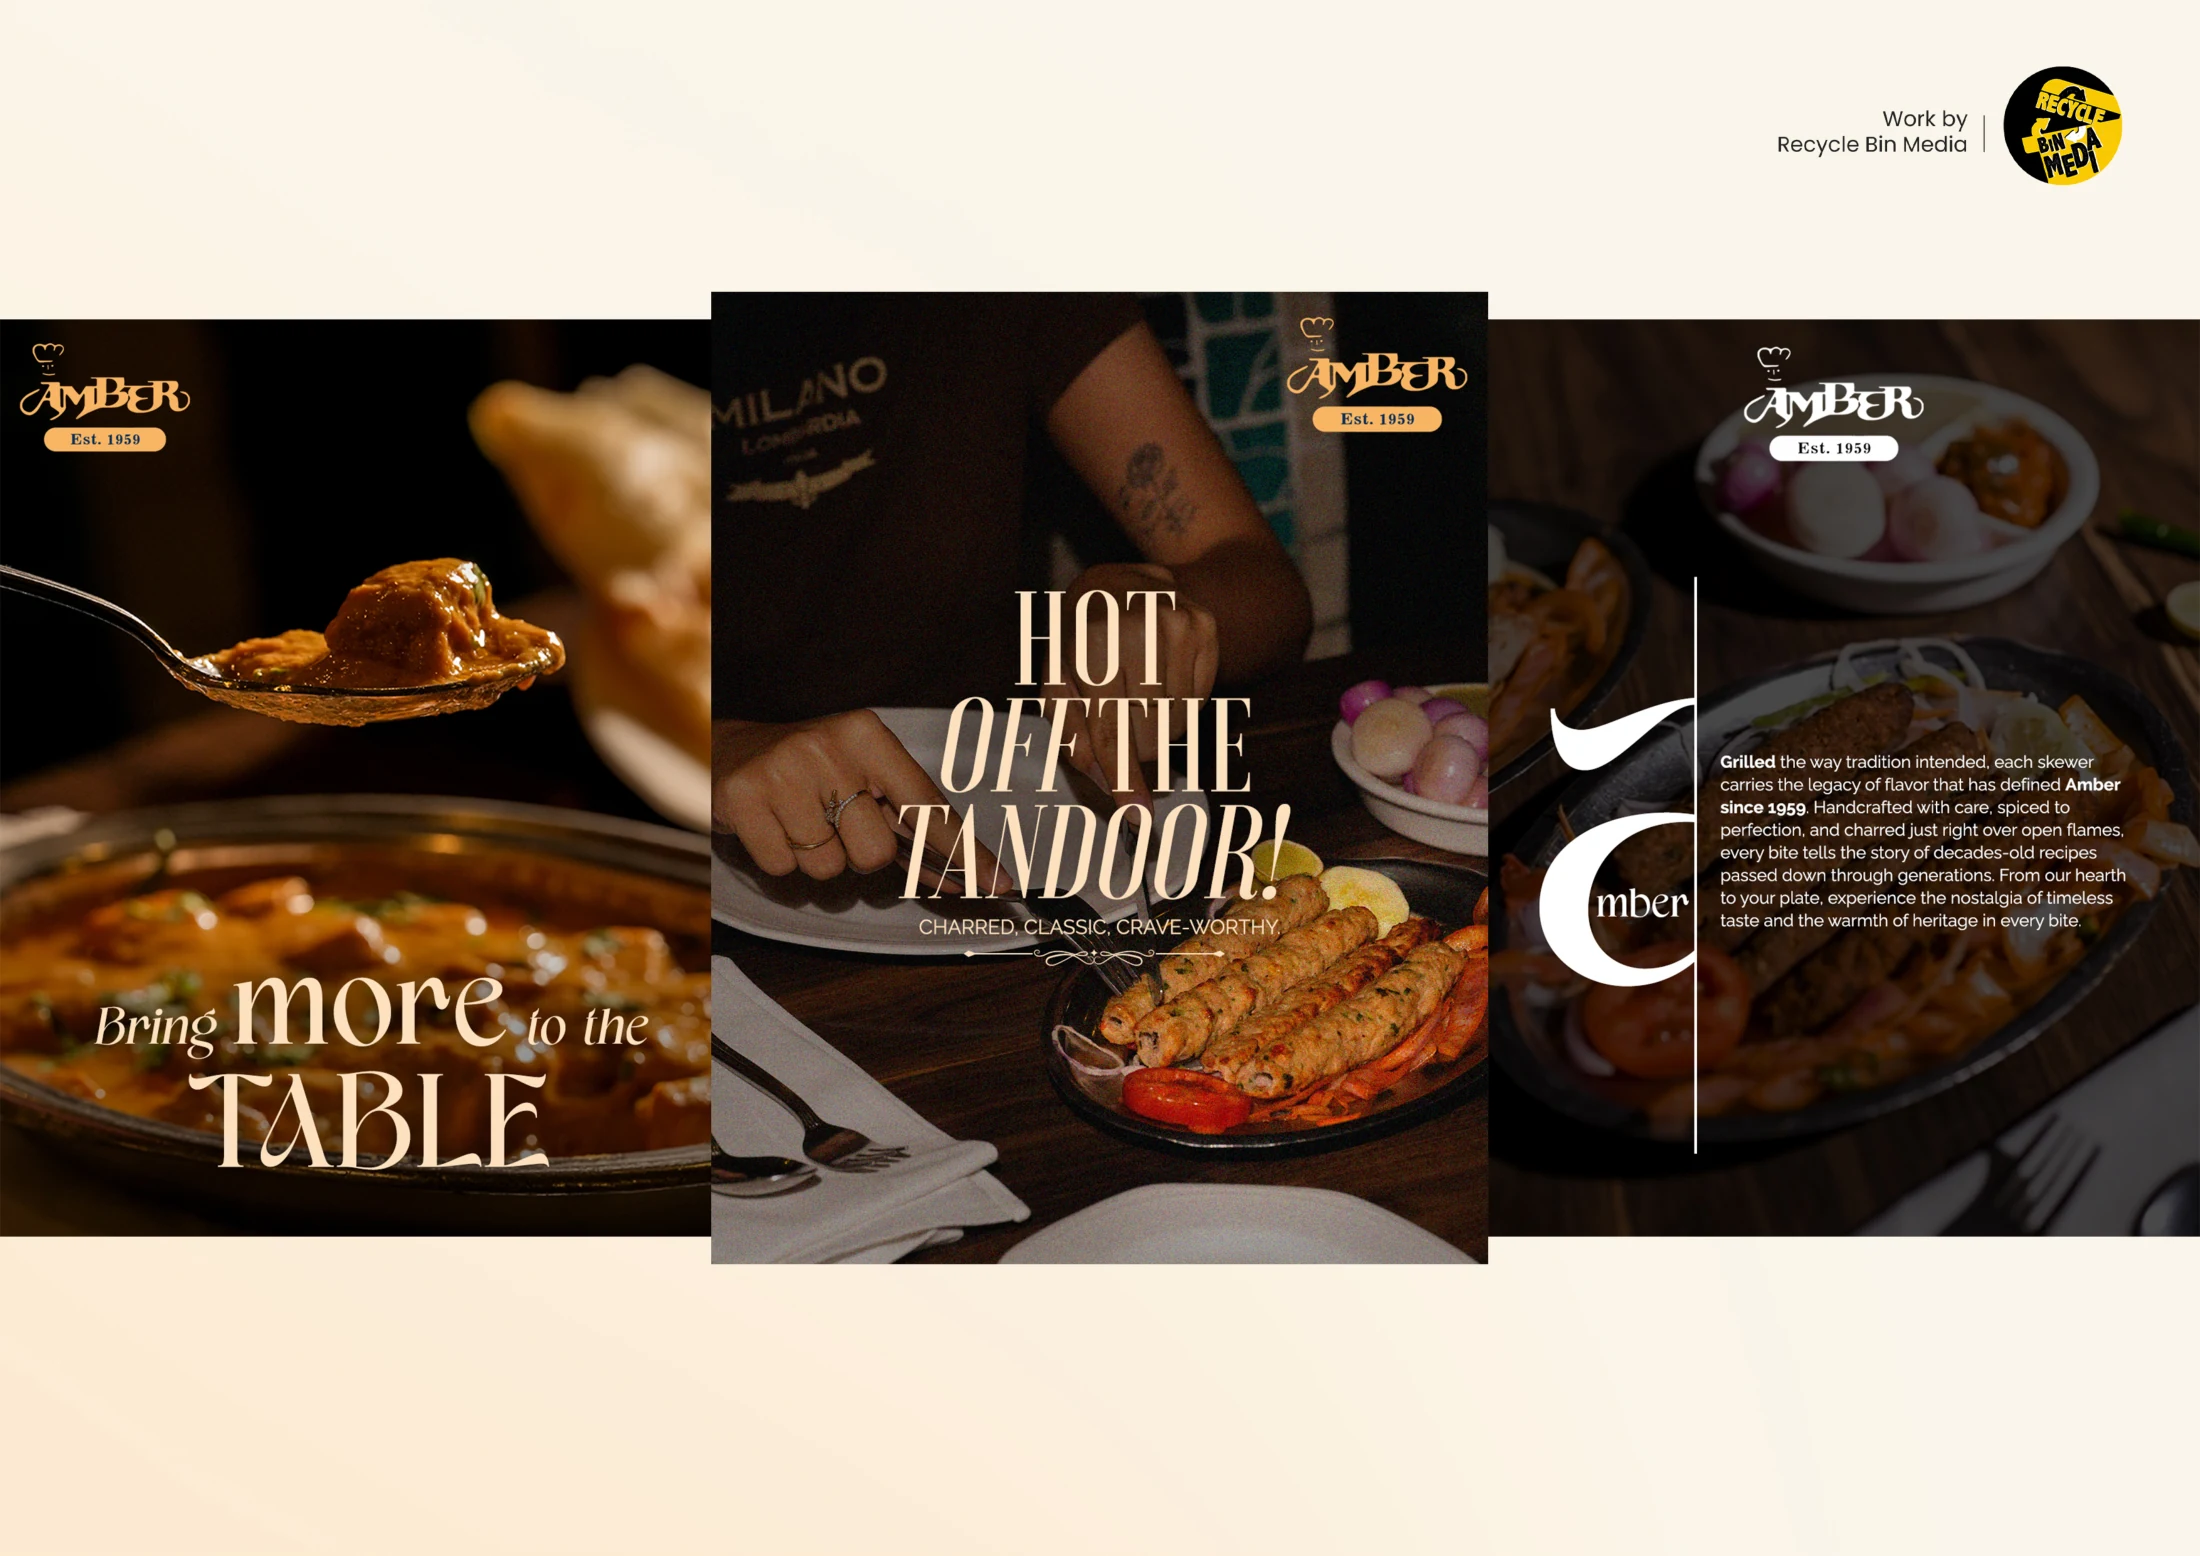 Work by
Recycle Bin Media
RECYCLE
BIN
MEDIA
AMBER
Est. 1959
Bring more to the
TABLE
MILANO
LOMBARDIA
AMBER
Est. 1959
HOT
OFF THE
TANDOOR!
CHARRED, CLASSIC, CRAVE-WORTHY.
AMBER
Est. 1959
mber
Grilled the way tradition intended, each skewer
carries the legacy of flavor that has defined Amber
since 1959. Handcrafted with care, spiced to
perfection, and charred just right over open flames,
every bite tells the story of decades-old recipes
passed down through generations. From our hearth
to your plate, experience the nostalgia of timeless
taste and the warmth of heritage in every bite.